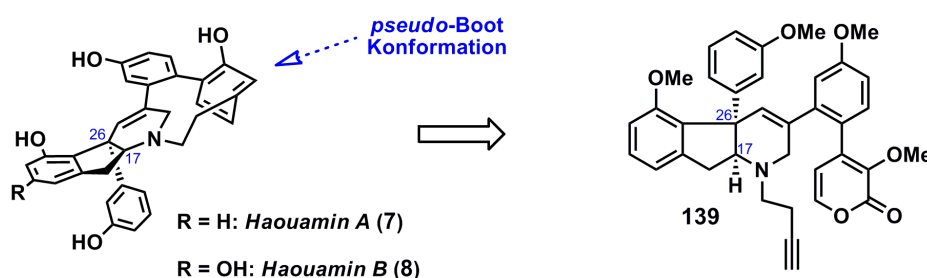 pseudo-Boot
Konformation
HO
HO
HO
26
17
N
R
HO
R = H: Haouamin A (7)
R = OH: Haouamin B (8)
OMe
OMe
OMe
26
17
H
N
OMe
O
O
139